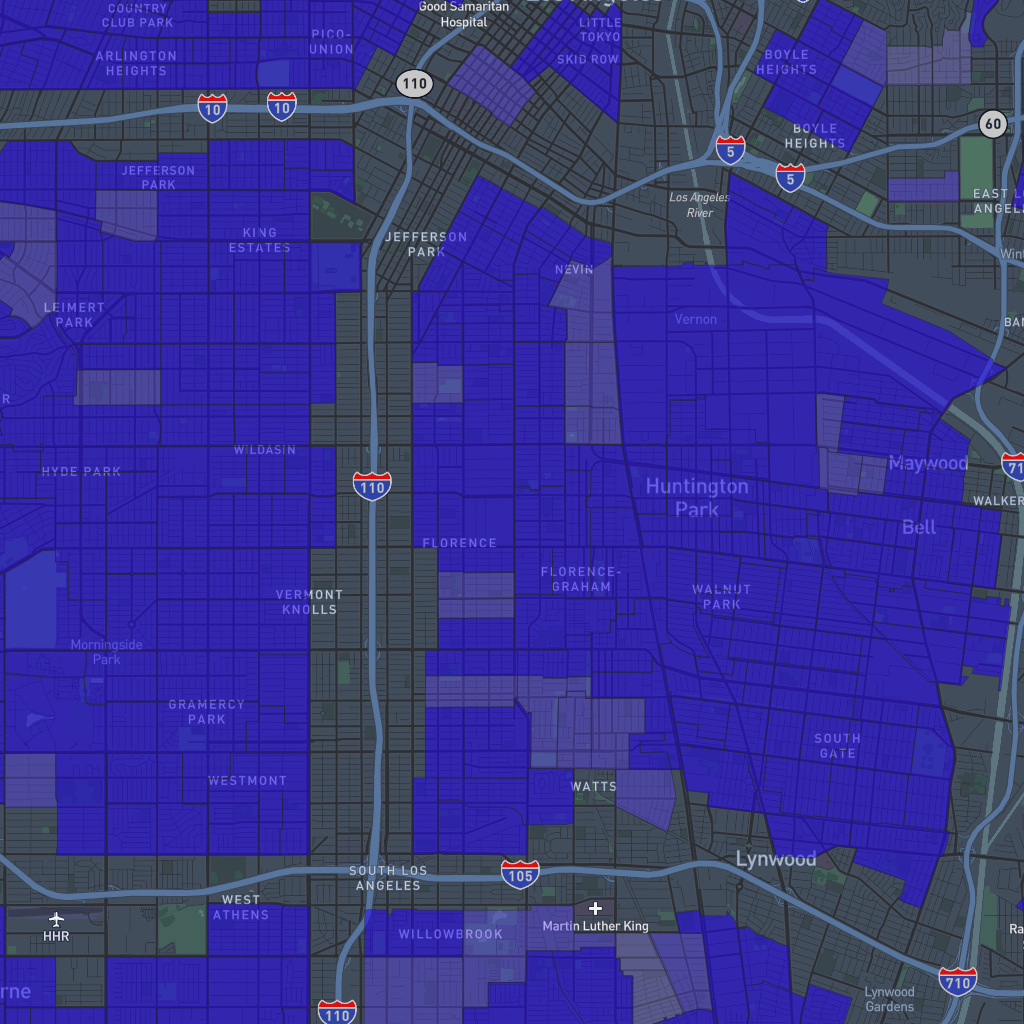 COUNTRY
CLUB PARK
Good Samaritan
Hospital
LITTLE
TOKYO
PICO-
UNION
ARLINGTON
HEIGHTS
SKID ROW
BOYLE
HEIGHTS
110
10
10
60
BOYLE
HEIGHTS
5
5
JEFFERSON
PARK
Los Angeles
River
KING
ESTATES
JEFFERSON
PARK
NEVIN
LEIMERT
PARK
Vernon
WILDASIN
HYDE PARK
Maywood
110
Huntington
Park
Bell
FLORENCE
FLORENCE-
GRAHAM
VERMONT
KNOLLS
WALNUT
PARK
Morningside
Park
GRAMERCY
PARK
SOUTH
GATE
WESTMONT
WATTS
Lynwood
SOUTH LOS
ANGELES
105
WEST
ATHENS
HHR
WILLOWBROOK
Martin Luther King
710
Lynwood
Gardens
110